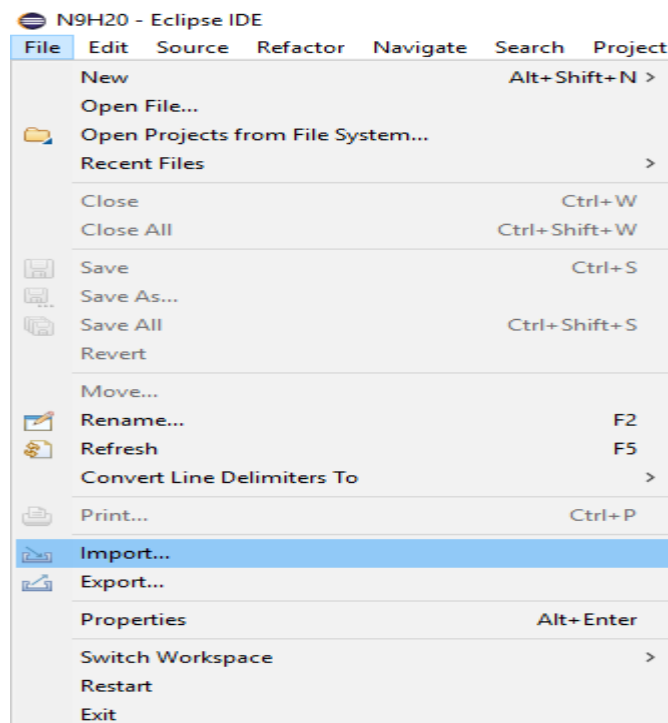 N9H20 - Eclipse IDE
File Edit Source Refactor Navigate Search Project
New Alt+Shift+N >
Open File...
Open Projects from File System...
Recent Files >
Close Ctrl+W
Close All Ctrl+Shift+W
Save Ctrl+S
Save As...
Save All Ctrl+Shift+S
Revert
Move...
Rename... F2
Refresh F5
Convert Line Delimiters To >
Print... Ctrl+P
Import...
Export...
Properties Alt+Enter
Switch Workspace >
Restart
Exit